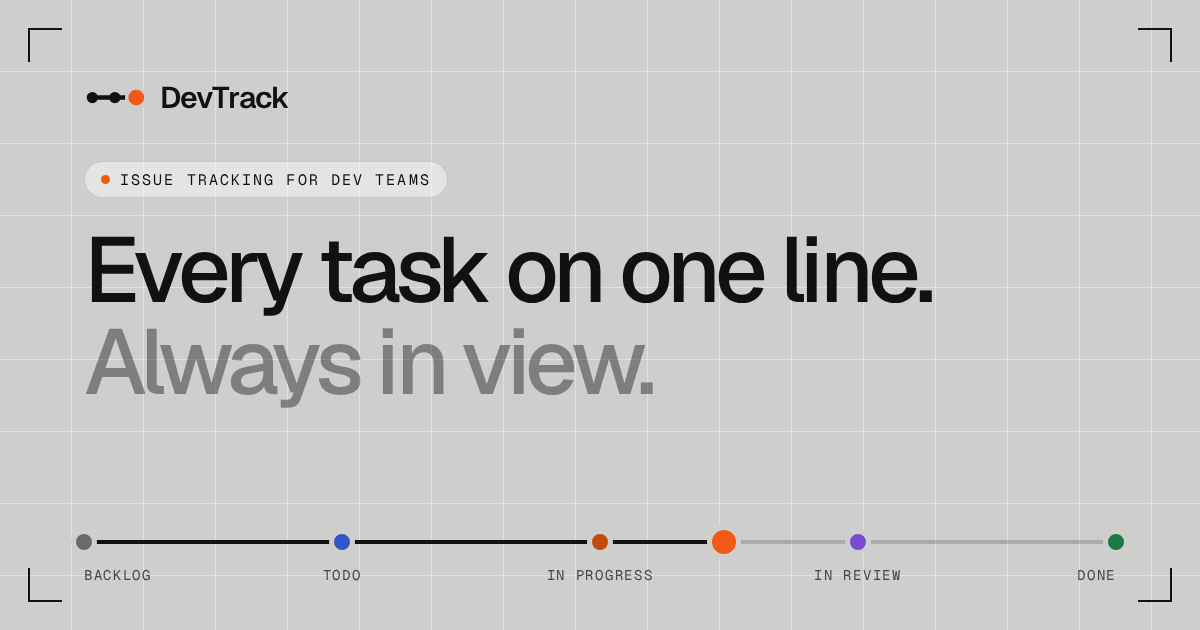 DevTrack
ISSUE TRACKING FOR DEV TEAMS
Every task on one line.
Always in view.
BACKLOG TODO IN PROGRESS IN REVIEW DONE